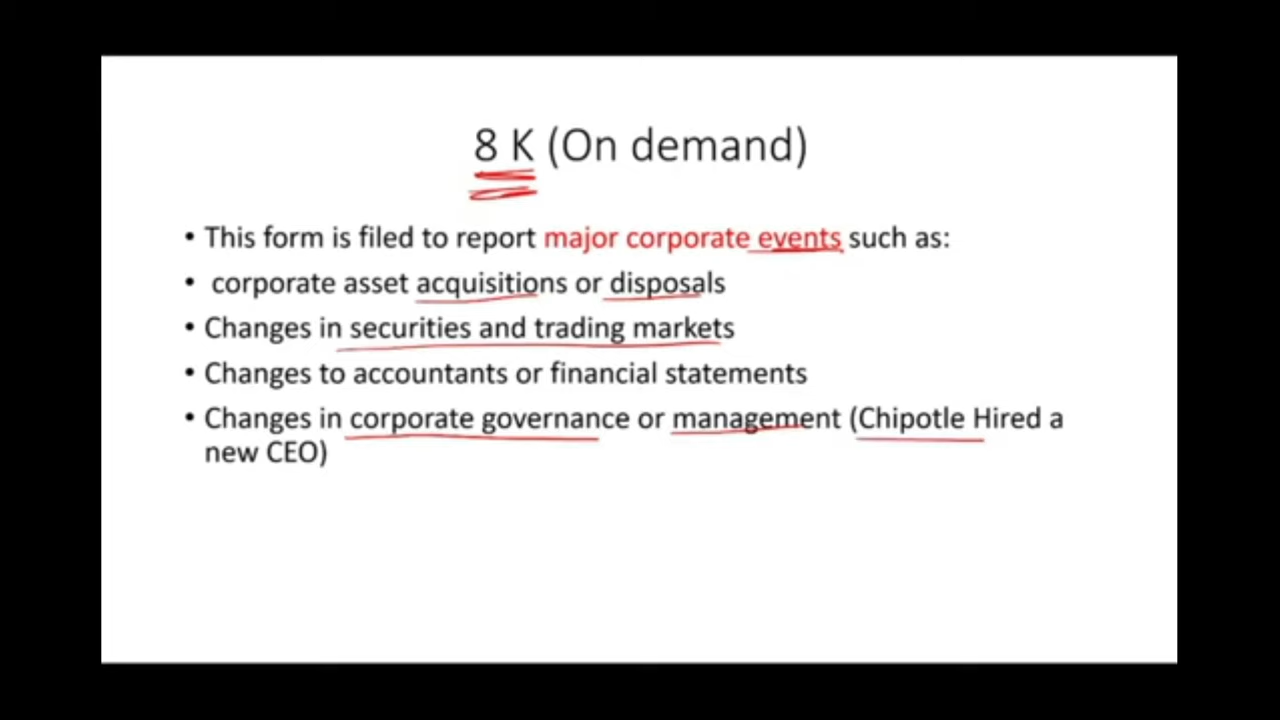 8 K (On demand)
• This form is filed to report major corporate events such as:
• corporate asset acquisitions or disposals
• Changes in securities and trading markets
• Changes to accountants or financial statements
• Changes in corporate governance or management (Chipotle Hired a
new CEO)